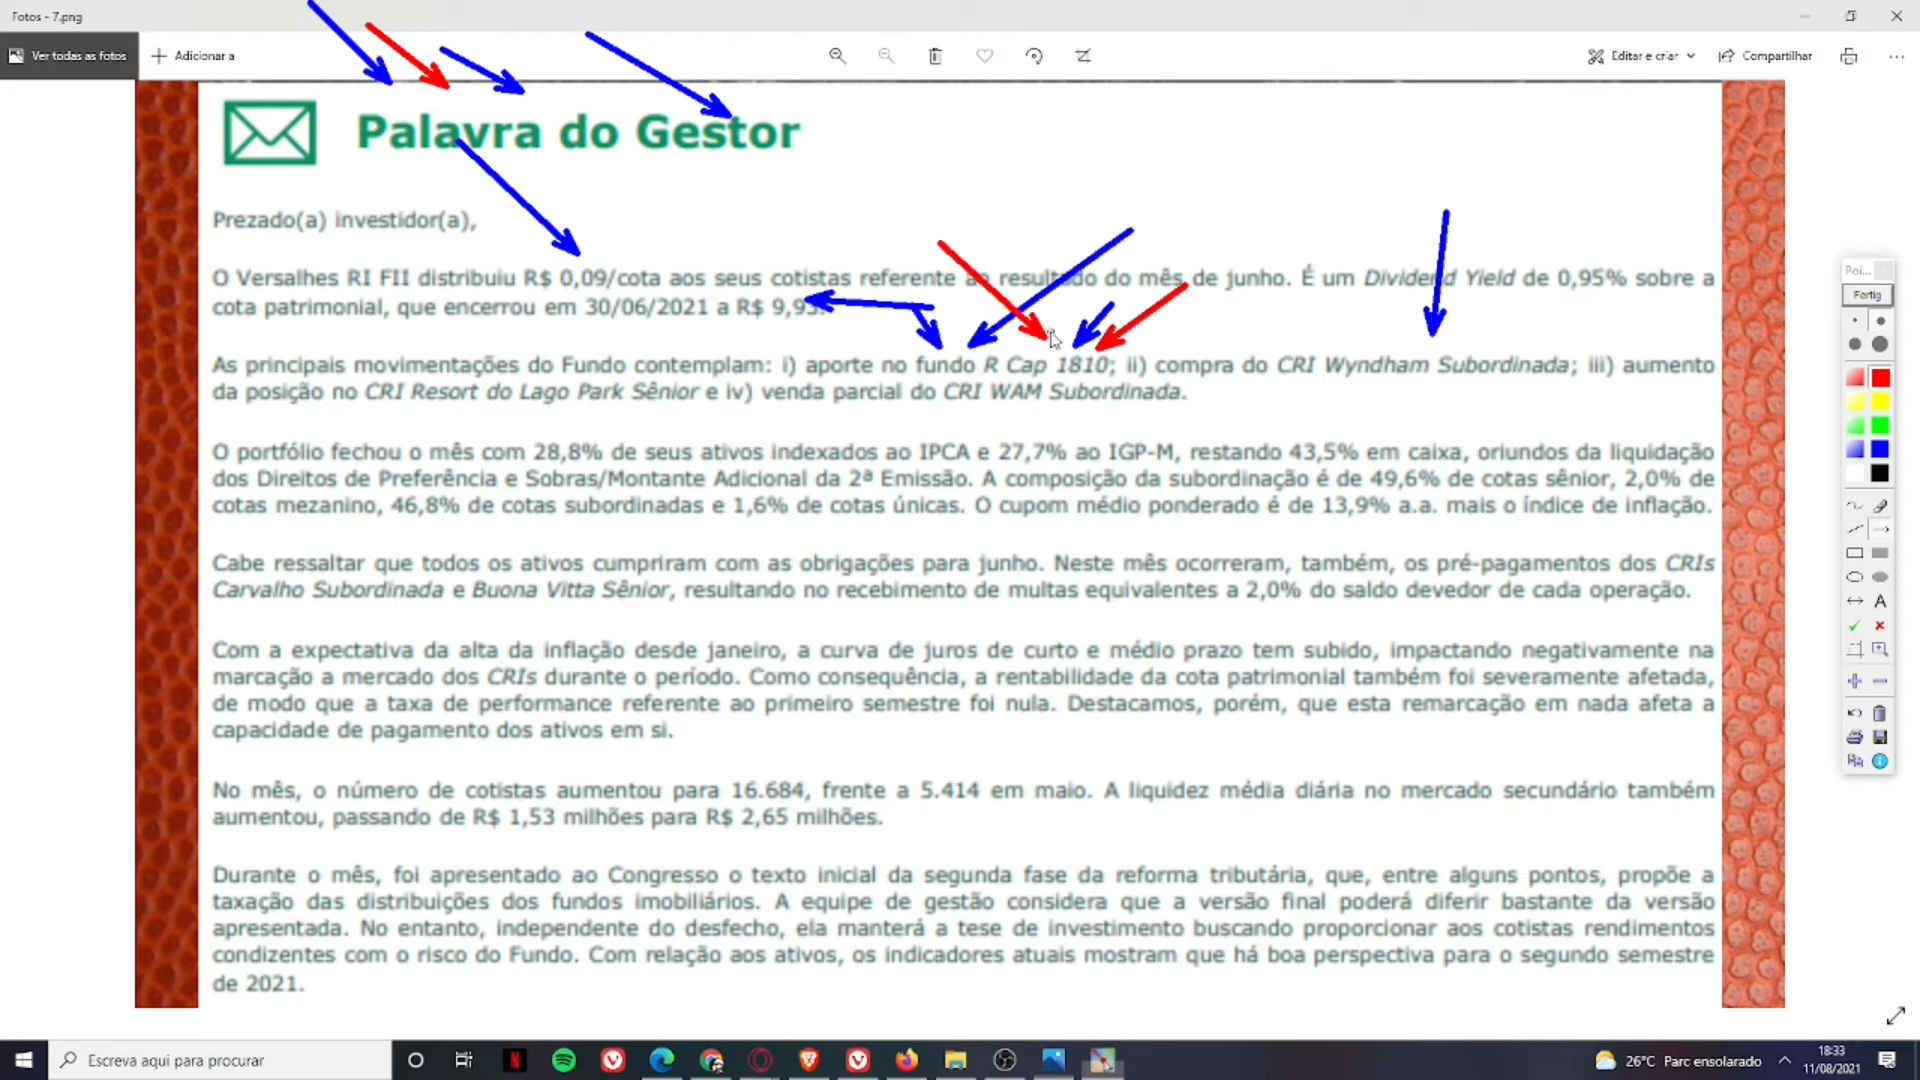 Fotos - 7.png
Ver todas as fotos
Adicionar a
Editar e criar
Compartilhar
Palavra do Gestor
Prezado(a) investidor(a),
O Versalhes RI FII distribuiu R$ 0,09/cota aos seus cotistas referente ao resultado do mês de junho. É um Dividend Yield de 0,95% sobre a
cota patrimonial, que encerrou em 30/06/2021 a R$
As principais movimentações do Fundo contemplam: i) aporte no fundo R Cap 1810; ii) compra do CRI Wyndham Subordinada; iii) aumento
da posição no CRI Resort do Lago Park Sênior e iv) venda parcial do CRI WAM Subordinada.
O portfólio fechou o mês com 28,8% de seus ativos indexados ao IPCA e 27,7% ao IGP-M, restando 43,5% em caixa, oriundos da liquidação
dos Direitos de Preferência e Sobras/Montante Adicional da 2ª Emissão. A composição da subordinação é de 49,6% de cotas sênior, 2,0% de
cotas mezanino, 46,8% de cotas subordinadas e 1,6% de cotas únicas. O cupom médio ponderado é de 13,9% a.a. mais o índice de inflação.
Cabe ressaltar que todos os ativos cumpriram com as obrigações para junho. Neste mês ocorreram, também, os pré-pagamentos dos CRIs
Carvalho Subordinada e Buona Vitta Sênior, resultando no recebimento de multas equivalentes a 2,0% do saldo devedor de cada operação.
Com a expectativa da alta da inflação desde janeiro, a curva de juros de curto e médio prazo tem subido, impactando negativamente na
marcação a mercado dos CRIs durante o período. Como consequência, a rentabilidade da cota patrimonial também foi severamente afetada,
de modo que a taxa de performance referente ao primeiro semestre foi nula. Destacamos, porém, que esta remarcação em nada afeta a
capacidade de pagamento dos ativos em si.
No mês, o número de cotistas aumentou para 16.684, frente a 5.414 em maio. A liquidez média diária no mercado secundário também
aumentou, passando de R$ 1,53 milhões para R$ 2,65 milhões.
Durante o mês, foi apresentado ao Congresso o texto inicial da segunda fase da reforma tributária, que, entre alguns pontos, propõe a
taxação das distribuições dos fundos imobiliários. A equipe de gestão considera que a versão final poderá diferir bastante da versão
apresentada. No entanto, independente do desfecho, ela manterá a tese de investimento buscando proporcionar aos cotistas rendimentos
condizentes com o risco do Fundo. Com relação aos ativos, os indicadores atuais mostram que há boa perspectiva para o segundo semestre
de 2021.
Poi...
Fertig
A
Escreva aqui para procurar
26°C Parc ensolarado
18:33
11/08/2021